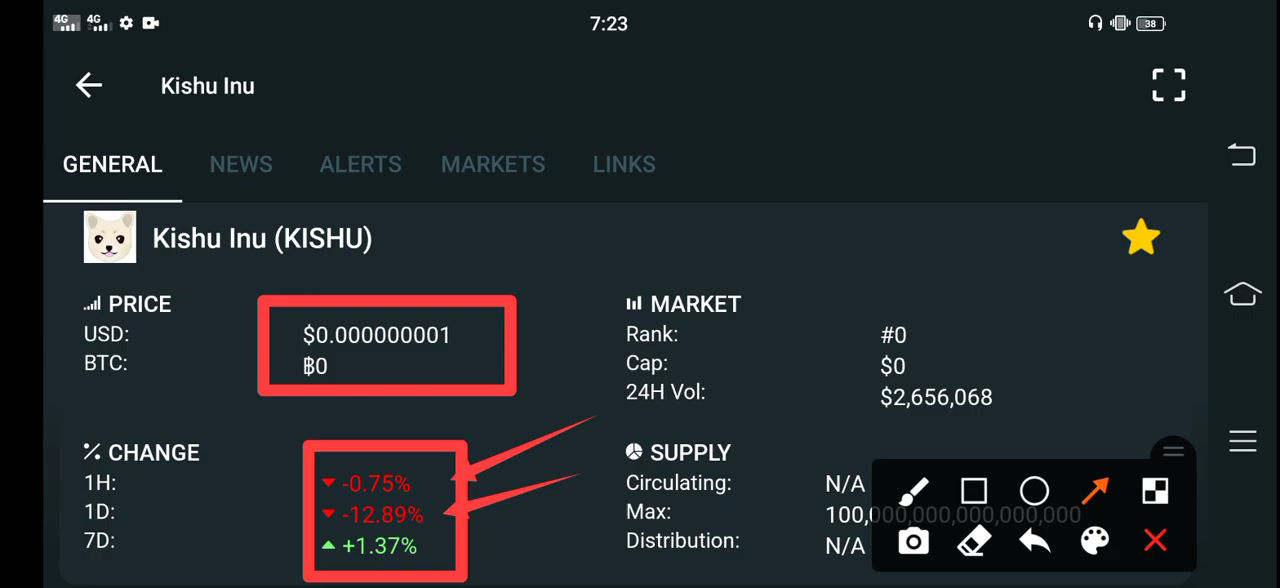 4G 4G 7:23 38
Kishu Inu
GENERAL NEWS ALERTS MARKETS LINKS
Kishu Inu (KISHU)
PRICE
USD: $0.000000001
BTC: ฿0
MARKET
Rank: #0
Cap: $0
24H Vol: $2,656,068
CHANGE
1H: -0.75%
1D: -12.89%
7D: +1.37%
SUPPLY
Circulating: N/A
Max: 100,000,000,000,000,000
Distribution: N/A